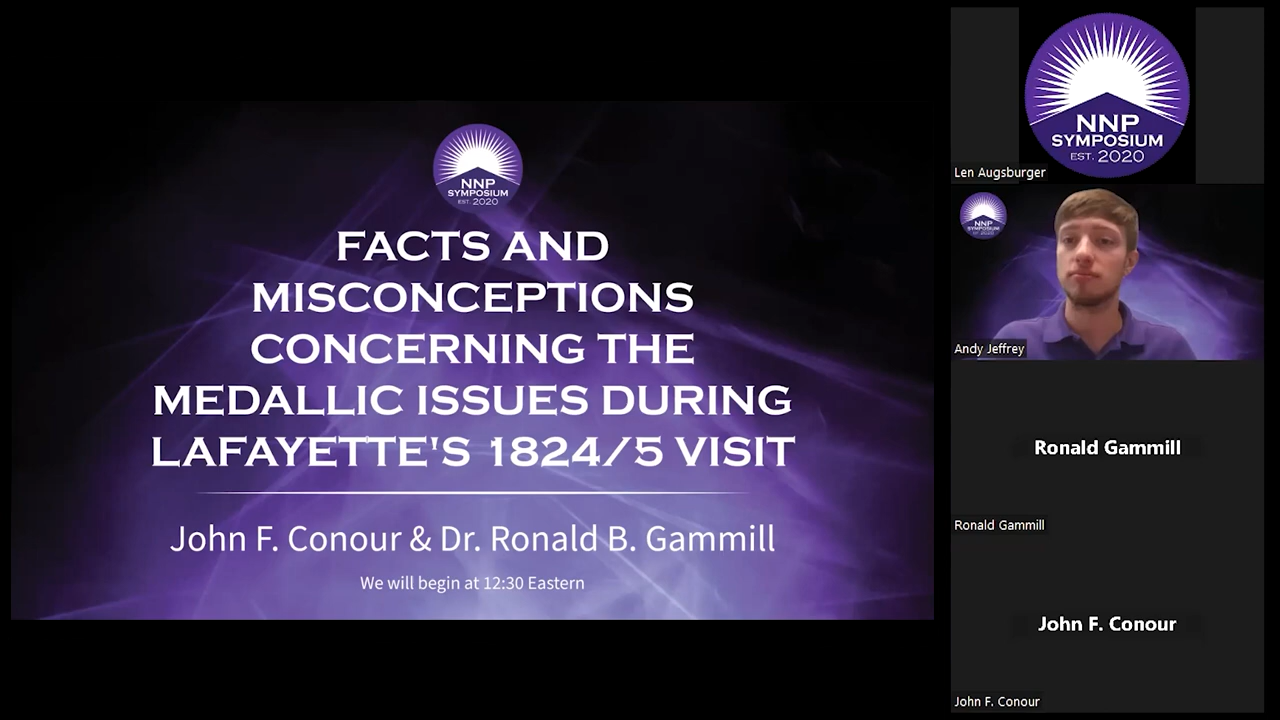 NNP
SYMPOSIUM
EST. 2020
FACTS AND
MISCONCEPTIONS
CONCERNING THE
MEDALLIC ISSUES DURING
LAFAYETTE'S 1824/5 VISIT
John F. Conour & Dr. Ronald B. Gammill
We will begin at 12:30 Eastern
NNP
SYMPOSIUM
EST. 2020
Len Augsburger
NNP
SYMPOSIUM
Andy Jeffrey
Ronald Gammill
Ronald Gammill
John F. Conour
John F. Conour